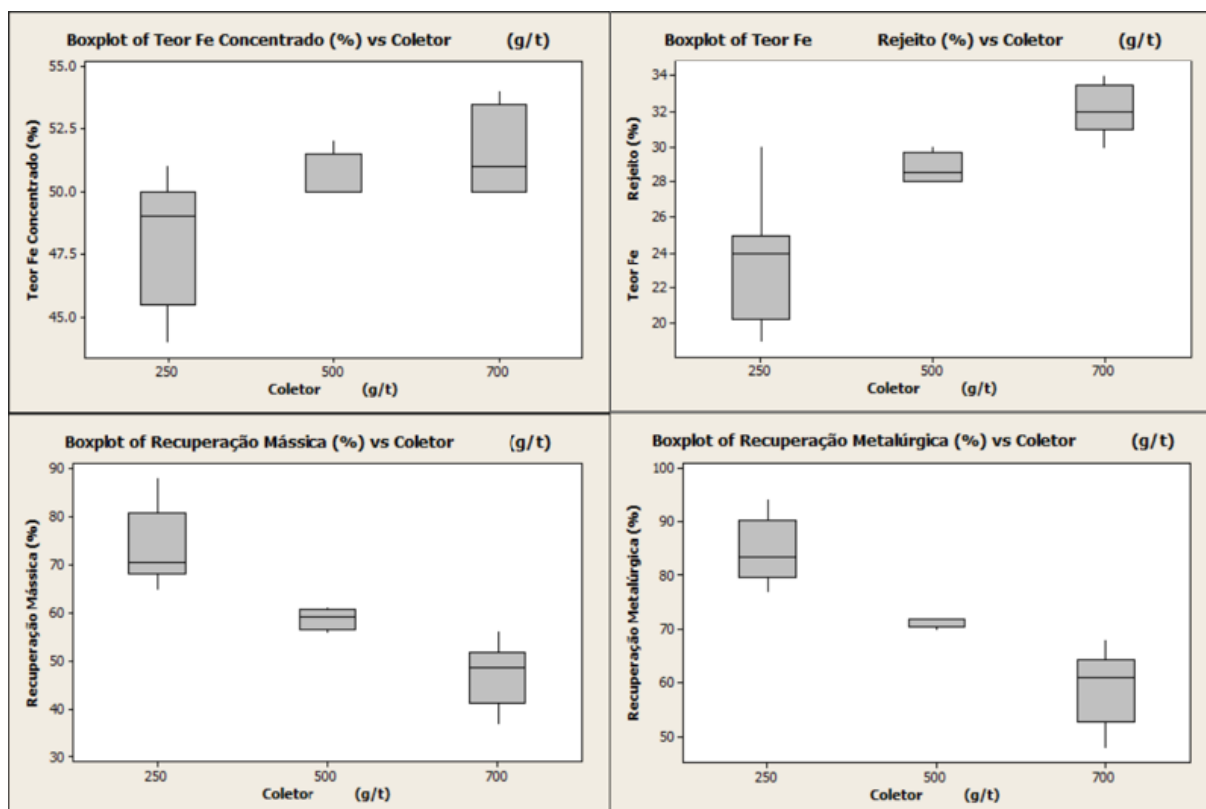 Boxplot of Teor Fe Concentrado (%) vs Coletor (g/t)
Teor Fe Concentrado (%)
55.0
52.5
50.0
47.5
45.0
250 500 700
Coletor (g/t)
Boxplot of Teor Fe Rejeito (%) vs Coletor (g/t)
Teor Fe Rejeito (%)
34
32
30
28
26
24
22
20
250 500 700
Coletor (g/t)
Boxplot of Recuperação Mássica (%) vs Coletor (g/t)
Recuperação Mássica (%)
90
80
70
60
50
40
30
250 500 700
Coletor (g/t)
Boxplot of Recuperação Metalúrgica (%) vs Coletor (g/t)
Recuperação Metalúrgica (%)
100
90
80
70
60
50
250 500 700
Coletor (g/t)